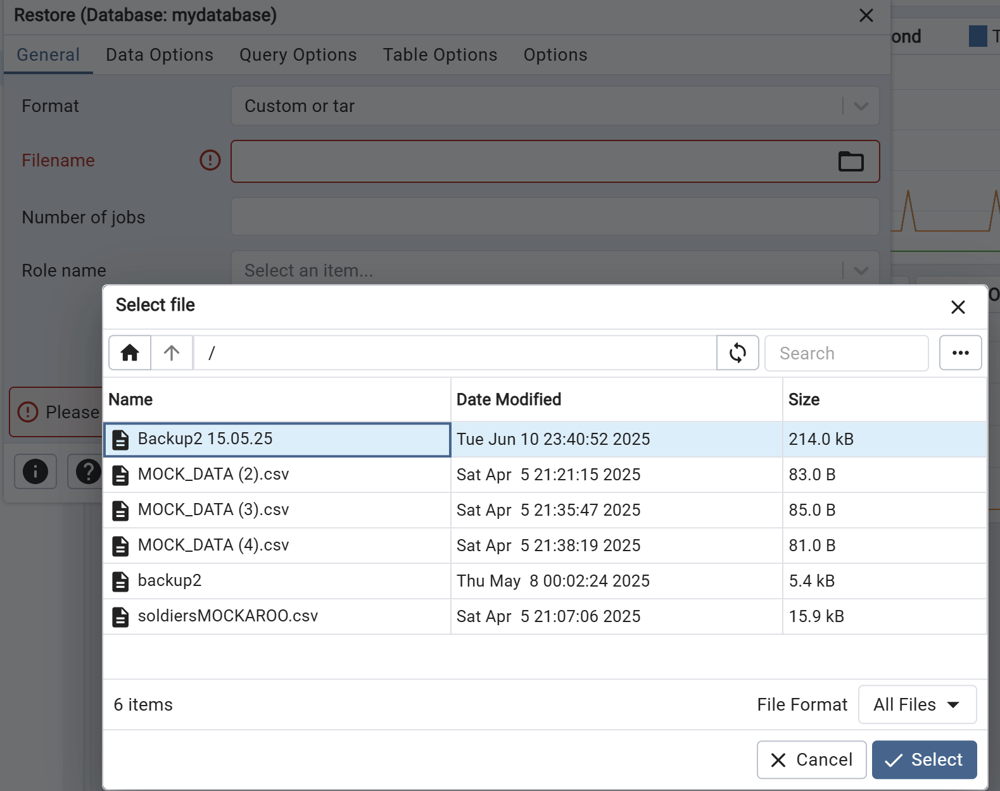 Restore (Database: mydatabase)
ond
T
General Data Options Query Options Table Options Options
Format Custom or tar
Filename
Number of jobs
Role name Select an item...
Select file
/ Search
Name Date Modified Size
Backup2 15.05.25 Tue Jun 10 23:40:52 2025 214.0 kB
MOCK_DATA (2).csv Sat Apr  5 21:21:15 2025 83.0 B
MOCK_DATA (3).csv Sat Apr  5 21:35:47 2025 85.0 B
MOCK_DATA (4).csv Sat Apr  5 21:38:19 2025 81.0 B
backup2 Thu May  8 00:02:24 2025 5.4 kB
soldiersMOCKAROO.csv Sat Apr  5 21:07:06 2025 15.9 kB
Please
6 items File Format All Files
Cancel Select